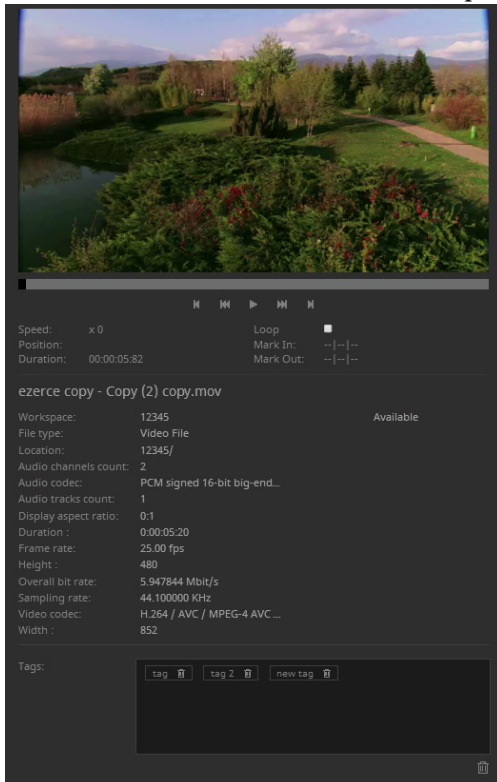 Speed: x 0 Loop
Position: Mark In: --|--|--
Duration: 00:00:05:82 Mark Out: --|--|--
ezerce copy - Copy (2) copy.mov
Workspace: 12345 Available
File type: Video File
Location: 12345/
Audio channels count: 2
Audio codec: PCM signed 16-bit big-end...
Audio tracks count: 1
Display aspect ratio: 0:1
Duration : 0:00:05:20
Frame rate: 25.00 fps
Height : 480
Overall bit rate: 5.947844 Mbit/s
Sampling rate: 44.100000 KHz
Video codec: H.264 / AVC / MPEG-4 AVC ...
Width : 852
Tags: tag tag 2 new tag